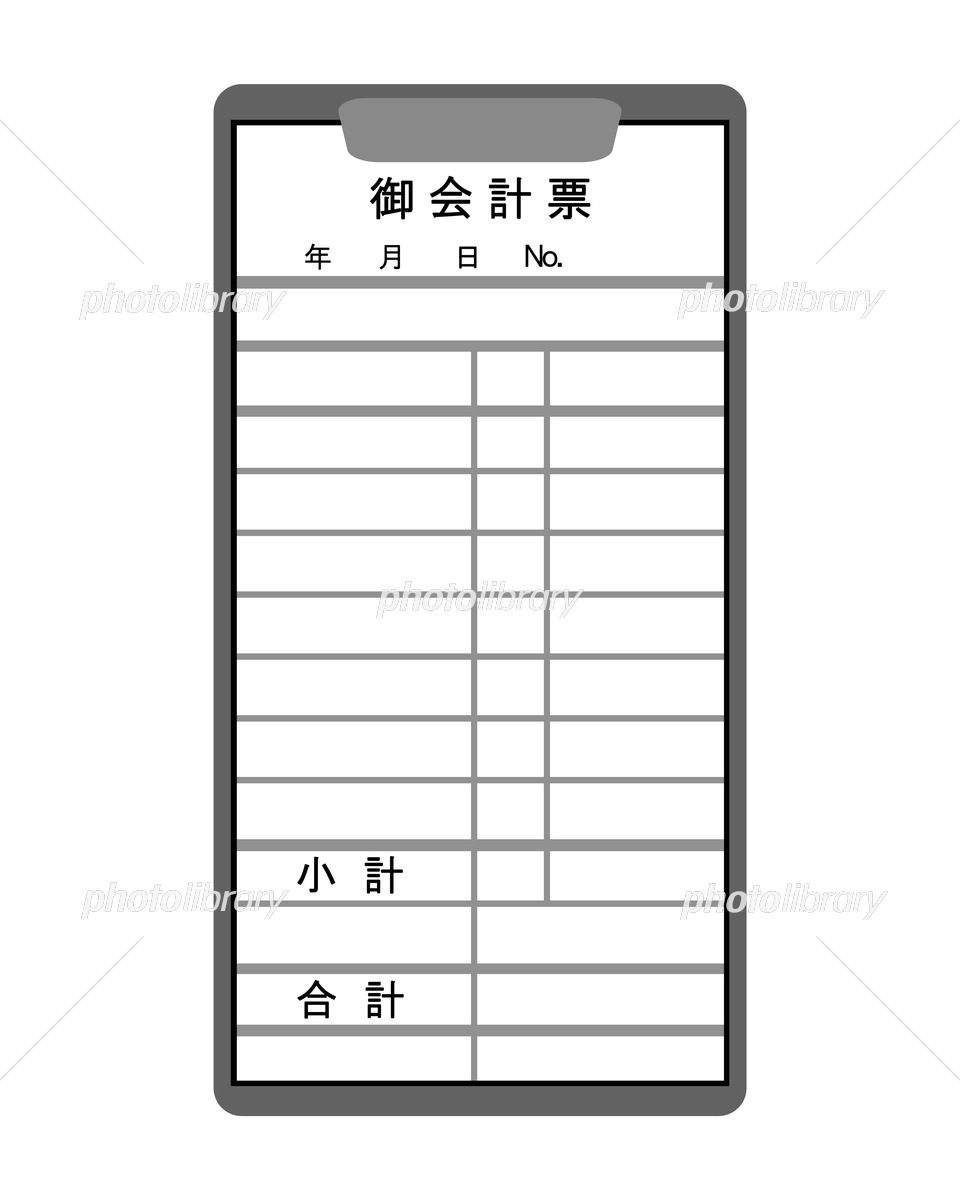 御会計票
年 月 日 No.
photolibrary photolibrary
photolibrary
小計
photolibrary photolibrary
合計